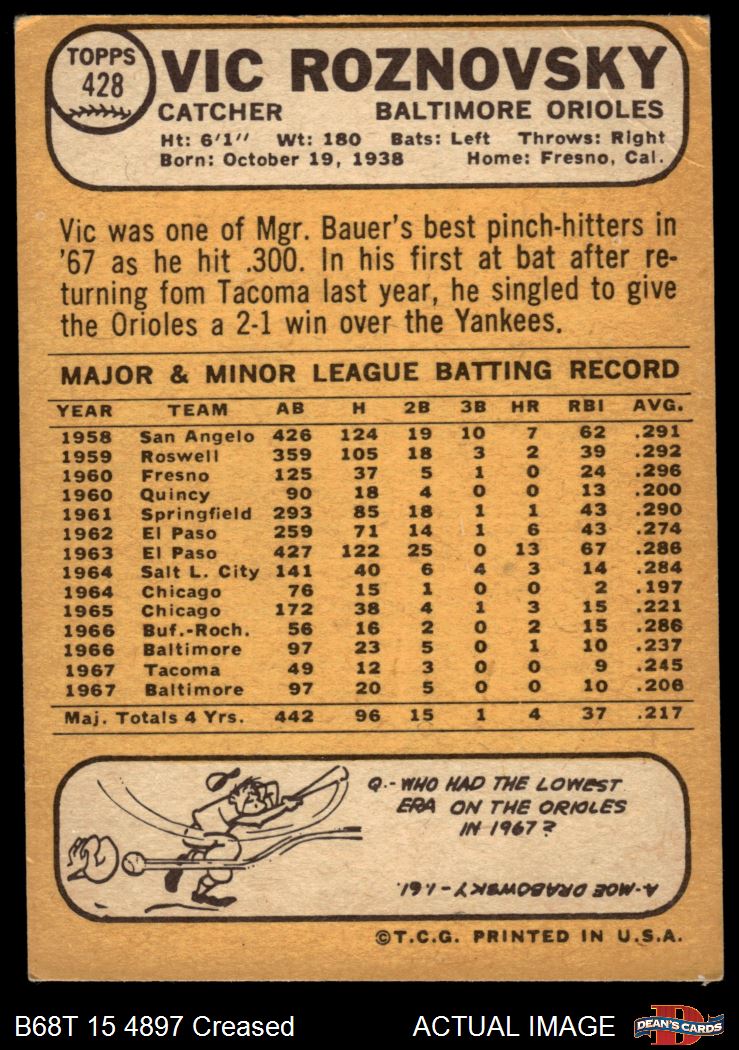 TOPPS
428
VIC ROZNOVSKY
CATCHER BALTIMORE ORIOLES
Ht: 6'1'' Wt: 180 Bats: Left Throws: Right
Born: October 19, 1938 Home: Fresno, Cal.
Vic was one of Mgr. Bauer's best pinch-hitters in
'67 as he hit .300. In his first at bat after re-
turning fom Tacoma last year, he singled to give
the Orioles a 2-1 win over the Yankees.
MAJOR & MINOR LEAGUE BATTING RECORD
YEAR TEAM AB H 2B 3B HR RBI AVG.
1958 San Angelo 426 124 19 10 7 62 .291
1959 Roswell 359 105 18 3 2 39 .292
1960 Fresno 125 37 5 1 0 24 .296
1960 Quincy 90 18 4 0 0 13 .200
1961 Springfield 293 85 18 1 1 43 .290
1962 El Paso 259 71 14 1 6 43 .274
1963 El Paso 427 122 25 0 13 67 .286
1964 Salt L. City 141 40 6 4 3 14 .284
1964 Chicago 76 15 1 0 0 2 .197
1965 Chicago 172 38 4 1 3 15 .221
1966 Buf.-Roch. 56 16 2 0 2 15 .286
1966 Baltimore 97 23 5 0 1 10 .237
1967 Tacoma 49 12 3 0 0 9 .245
1967 Baltimore 97 20 5 0 0 10 .206
Maj. Totals 4 Yrs. 442 96 15 1 4 37 .217
Q.- WHO HAD THE LOWEST
ERA ON THE ORIOLES
IN 1967?
A-MOE DRABOWSKY-1.61.
©T.C.G. PRINTED IN U.S.A.
B68T 15 4897 Creased ACTUAL IMAGE
D
DEAN'S CARDS